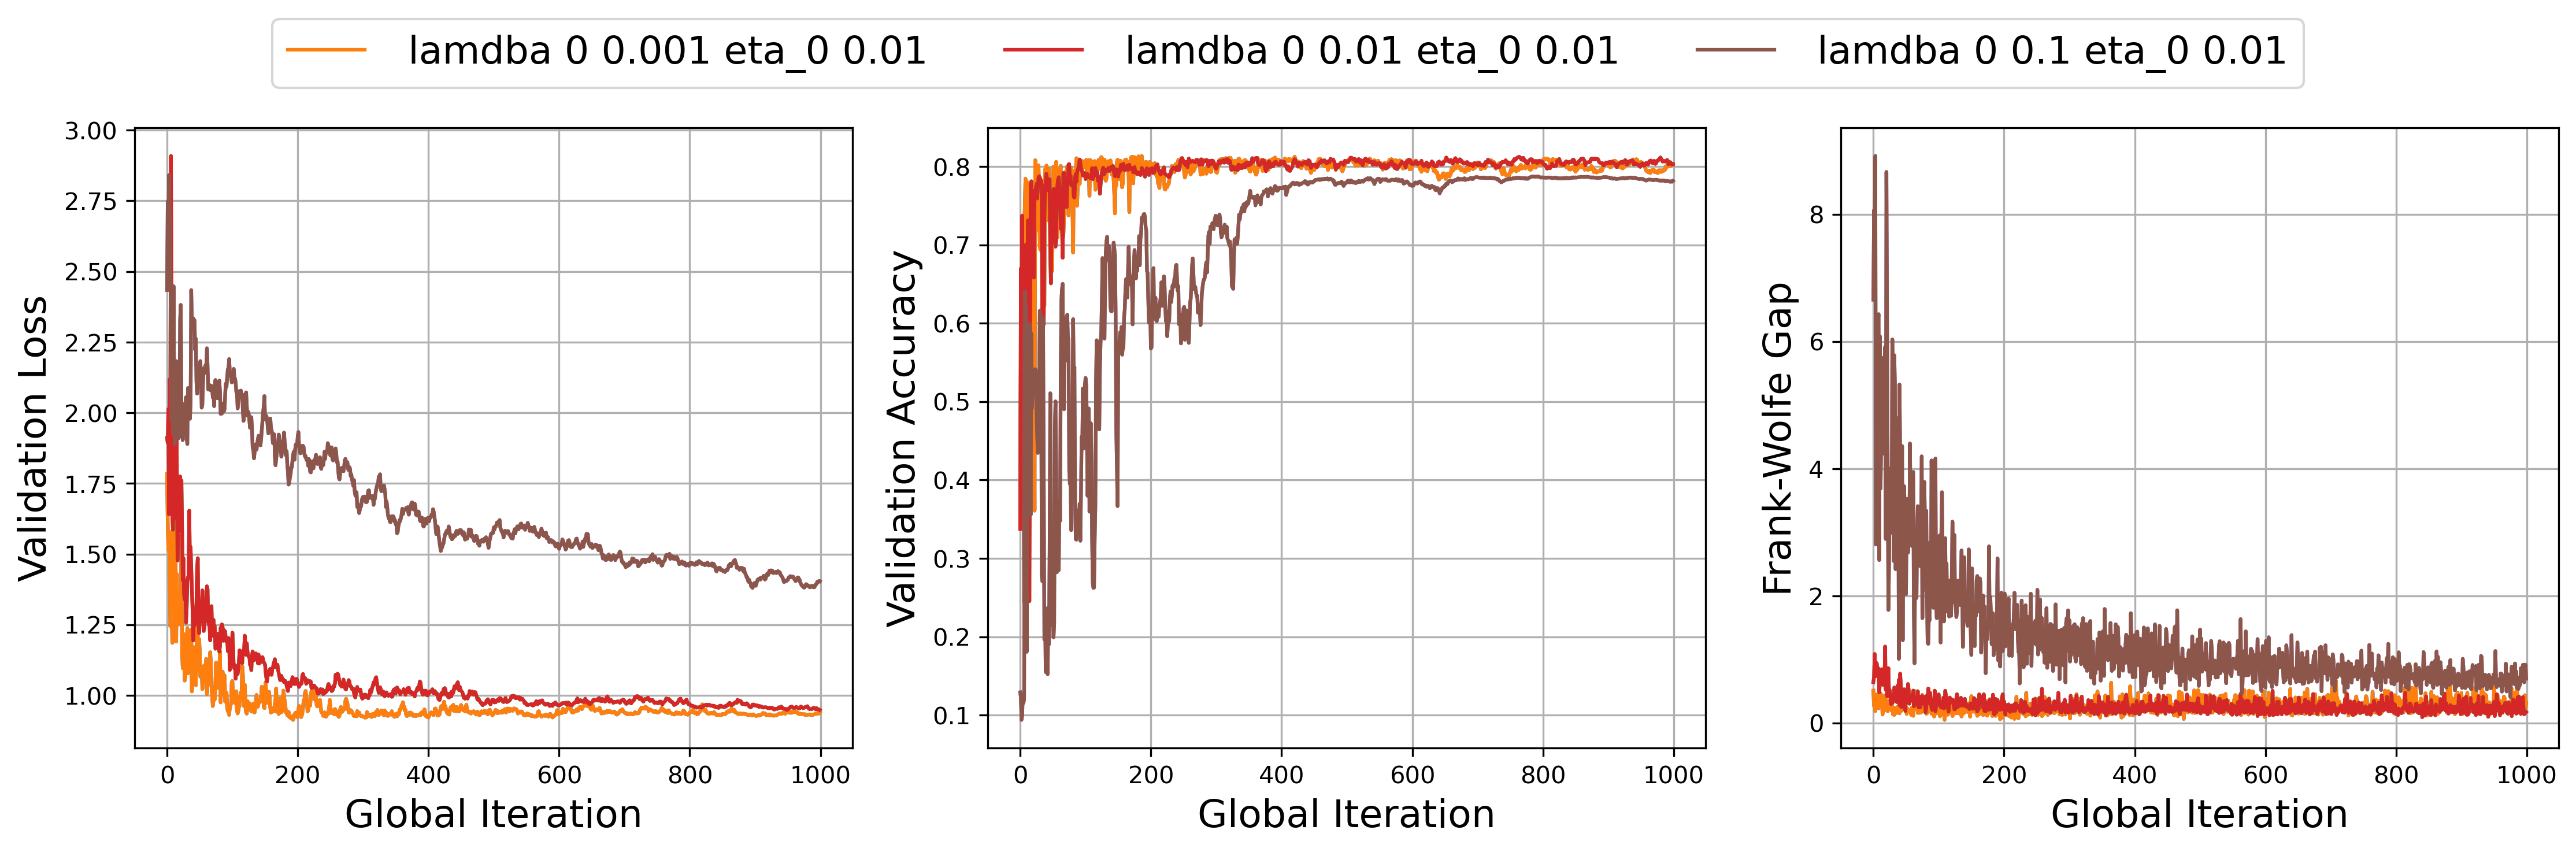 lamdba 0 0.001 eta_0 0.01
lamdba 0 0.01 eta_0 0.01
lamdba 0 0.1 eta_0 0.01
Validation Loss
3.00
2.75
2.50
2.25
2.00
1.75
1.50
1.25
1.00
0 200 400 600 800 1000
Global Iteration
Validation Accuracy
0.8
0.7
0.6
0.5
0.4
0.3
0.2
0.1
0 200 400 600 800 1000
Global Iteration
Frank-Wolfe Gap
8
6
4
2
0
0 200 400 600 800 1000
Global Iteration